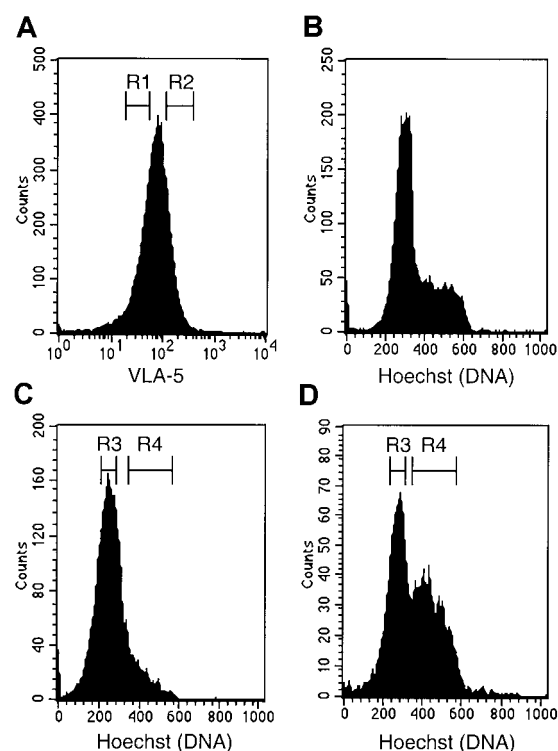 A
500
400
300
200
100
0
Counts
R1 R2
10⁰ 10¹ 10² 10³ 10⁴
VLA-5
B
250
200
150
100
50
0
Counts
0 200 400 600 800 1000
Hoechst (DNA)
C
200
160
120
80
40
0
Counts
R3 R4
0 200 400 600 800 1000
Hoechst (DNA)
D
90
80
70
60
50
40
30
20
10
0
Counts
R3 R4
0 200 400 600 800 1000
Hoechst (DNA)